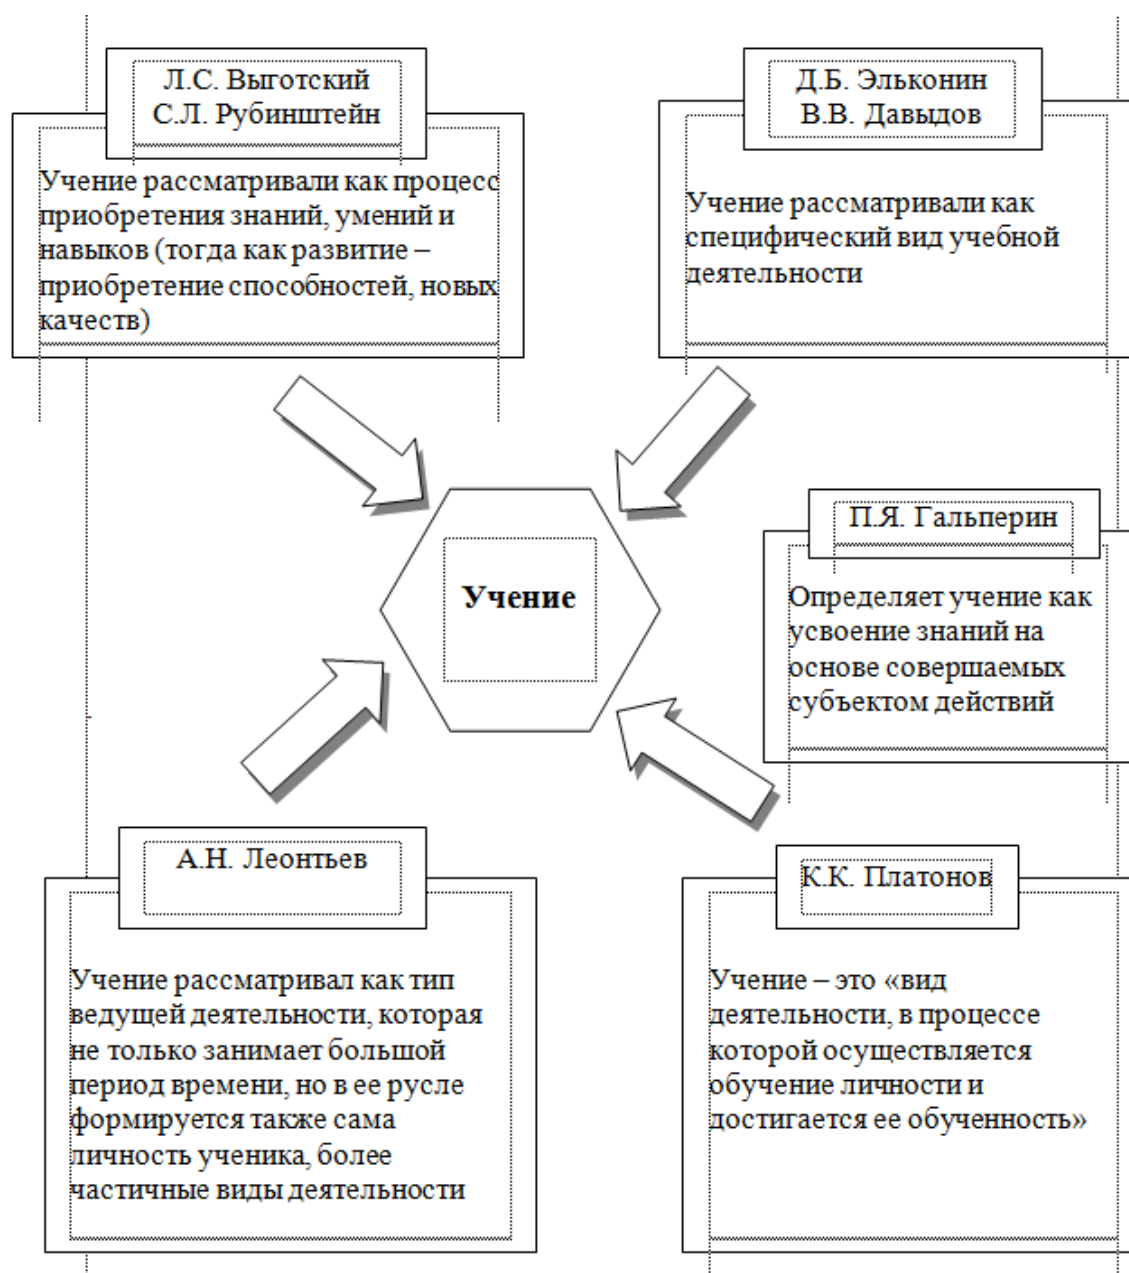 Л.С. Выготский
С.Л. Рубинштейн
Учение рассматривали как процесс
приобретения знаний, умений и
навыков (тогда как развитие –
приобретение способностей, новых
качеств)
Д.Б. Эльконин
В.В. Давыдов
Учение рассматривали как
специфический вид учебной
деятельности
Учение
П.Я. Гальперин
Определяет учение как
усвоение знаний на
основе совершаемых
субъектом действий
А.Н. Леонтьев
Учение рассматривал как тип
ведущей деятельности, которая
не только занимает большой
период времени, но в ее русле
формируется также сама
личность ученика, более
частичные виды деятельности
К.К. Платонов
Учение – это «вид
деятельности, в процессе
которой осуществляется
обучение личности и
достигается ее обученность»